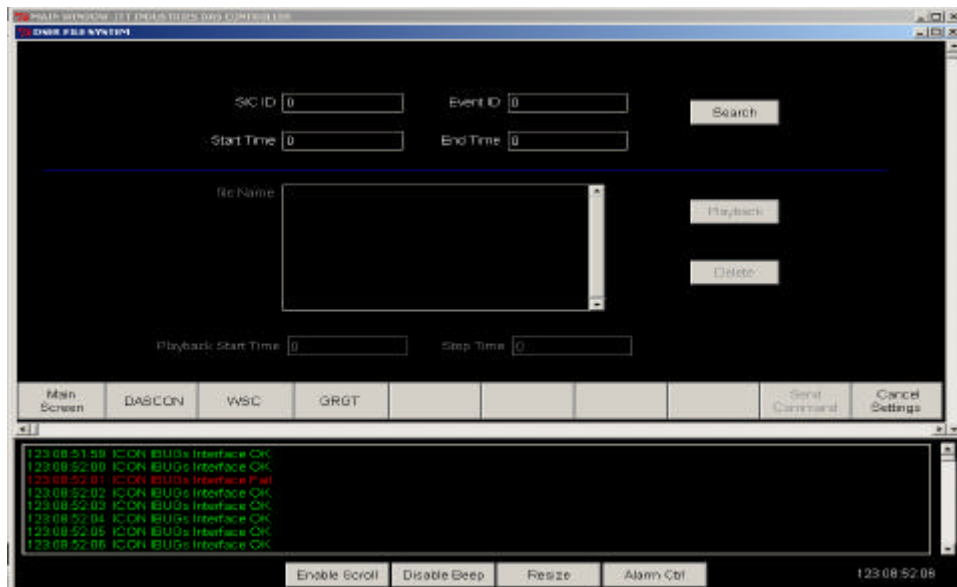 MAIN WINDOW: ITT INDUSTRIES DAS CONTROLLER
FILE SYSTEM
SIC ID 0 Event ID 0
Search
Start Time 0 End Time 0
file Name
Playback
Delete
Playback Start Time 0 Stop Time 0
Main Screen DASCON WSC GRGT Send Command Cancel Settings
123:08:51:59 ICON IBUGs Interface OK
123:08:52:00 ICON IBUGs Interface OK
123:08:52:01 ICON IBUGs Interface Fail
123:08:52:02 ICON IBUGs Interface OK
123:08:52:03 ICON IBUGs Interface OK
123:08:52:04 ICON IBUGs Interface OK
123:08:52:05 ICON IBUGs Interface OK
123:08:52:06 ICON IBUGs Interface OK
Enable Scroll Disable Beep Resize Alarm Ctrl 123:08:52:06